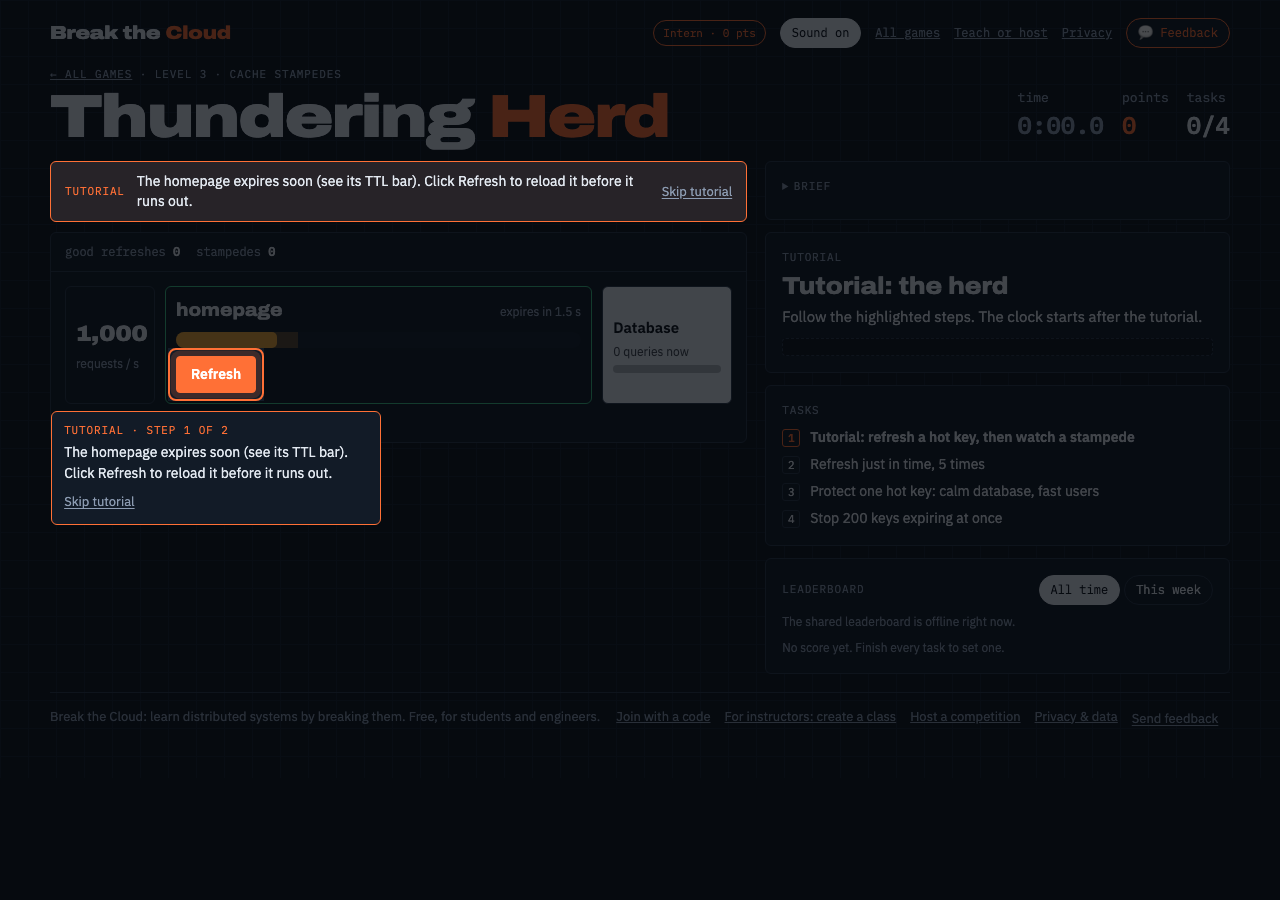 Break the Cloud
Intern · 0 pts
Sound on
All games
Teach or host
Privacy
💬 Feedback
← ALL GAMES · LEVEL 3 · CACHE STAMPEDES
Thundering Herd
time
points
tasks
0:00.0
0
0/4
TUTORIAL
The homepage expires soon (see its TTL bar). Click Refresh to reload it before it
runs out.
Skip tutorial
▶ BRIEF
good refreshes 0 stampedes 0
1,000
requests / s
homepage
expires in 1.5 s
Refresh
Database
0 queries now
TUTORIAL · STEP 1 OF 2
The homepage expires soon (see its TTL bar).
Click Refresh to reload it before it runs out.
Skip tutorial
TUTORIAL
Tutorial: the herd
Follow the highlighted steps. The clock starts after the tutorial.
TASKS
1 Tutorial: refresh a hot key, then watch a stampede
2 Refresh just in time, 5 times
3 Protect one hot key: calm database, fast users
4 Stop 200 keys expiring at once
LEADERBOARD
All time
This week
The shared leaderboard is offline right now.
No score yet. Finish every task to set one.
Break the Cloud: learn distributed systems by breaking them. Free, for students and engineers.
Join with a code
For instructors: create a class
Host a competition
Privacy & data
Send feedback